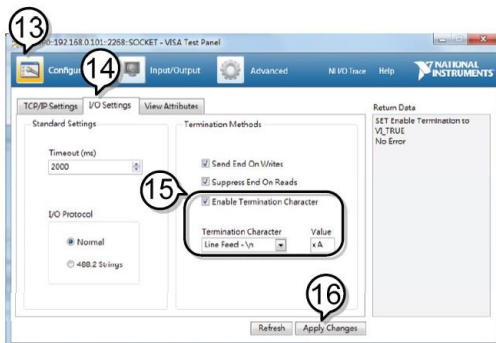 13
0::192.168.0.101::2268::SOCKET - VISA Test Panel
14
Input/Output
Advanced
NI I/O Trace
Help
NATIONAL INSTRUMENTS
TCP/IP Settings
I/O Settings
View Attributes
Return Data
Standard Settings
Termination Methods
SET Enable Termination to
VI_TRUE
No Error
Timeout (ms)
2000
Send End On Writes
Suppress End On Reads
15
Enable Termination Character
I/O Protocol
Termination Character
Value
Line Feed - \n
xA
Normal
488.2 Strings
16
Refresh
Apply Changes